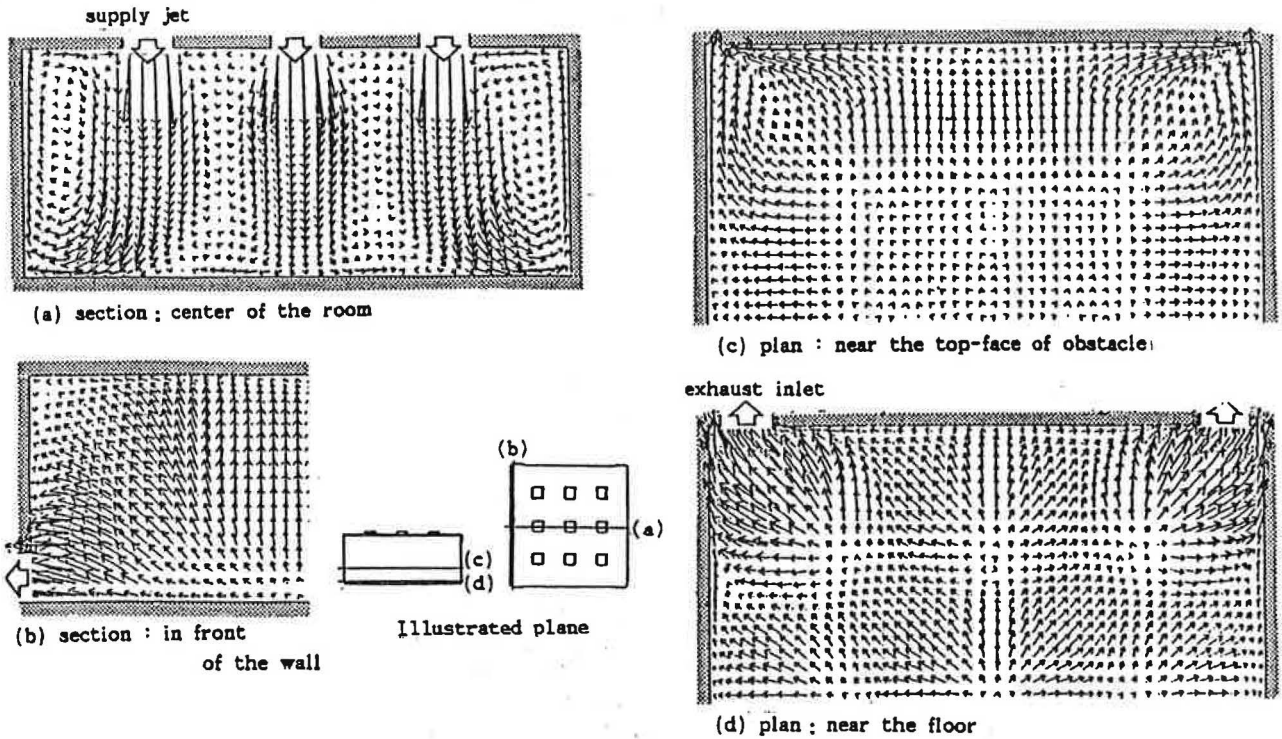 supply jet
(a) section : center of the room
(b) section : in front
of the wall
(b)
(a)
(c)
(d)
Illustrated plane
(c) plan : near the top-face of obstacle
exhaust inlet
(d) plan : near the floor